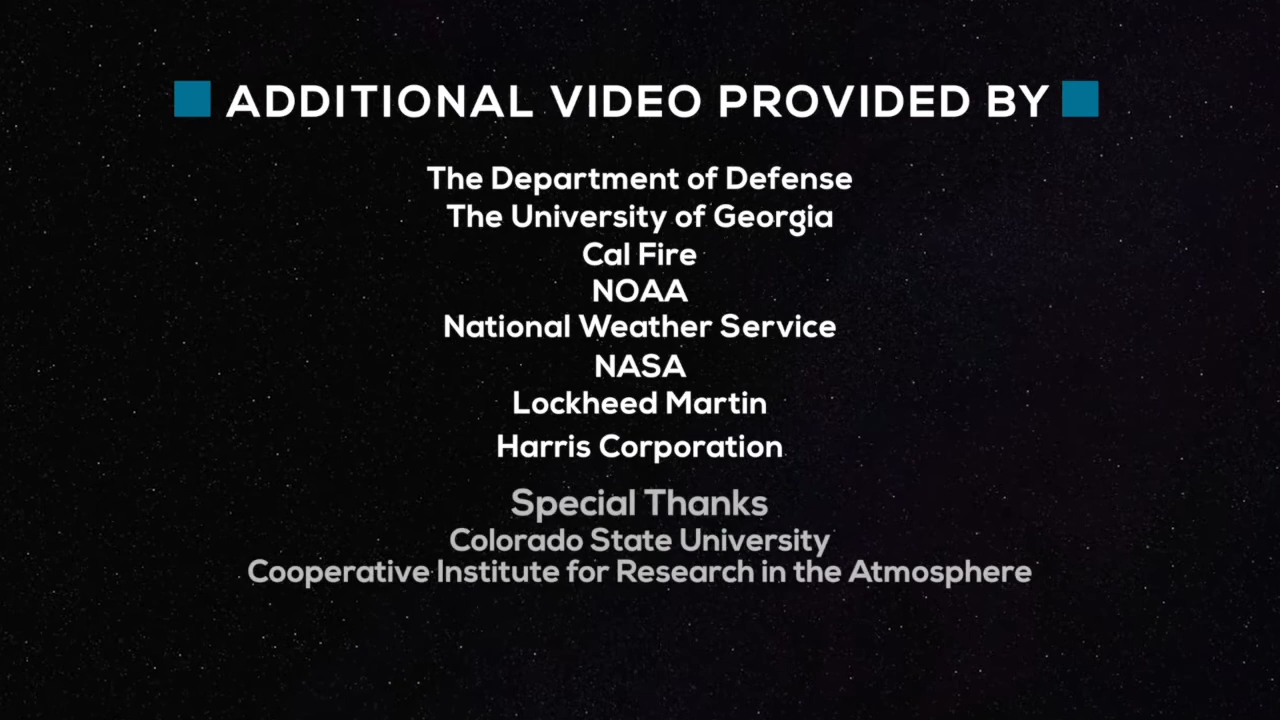 ADDITIONAL VIDEO PROVIDED BY
The Department of Defense
The University of Georgia
Cal Fire
NOAA
National Weather Service
NASA
Lockheed Martin
Harris Corporation
Special Thanks
Colorado State University
Cooperative Institute for Research in the Atmosphere